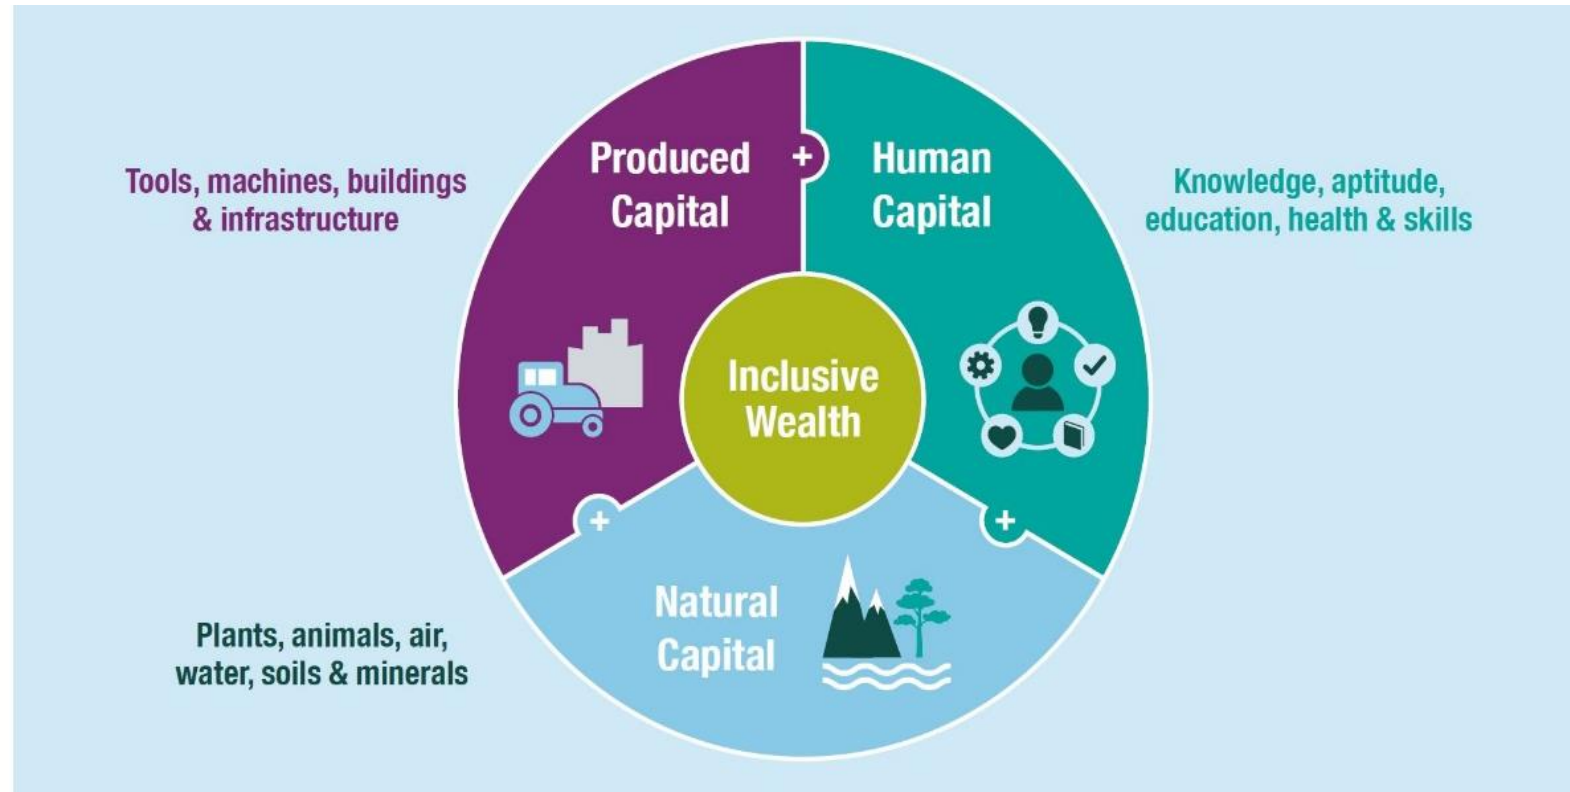 Produced
Capital
+
Human
Capital
Tools, machines, buildings
& infrastructure
Knowledge, aptitude,
education, health & skills
Inclusive
Wealth
+
+
Natural
Capital
Plants, animals, air,
water, soils & minerals